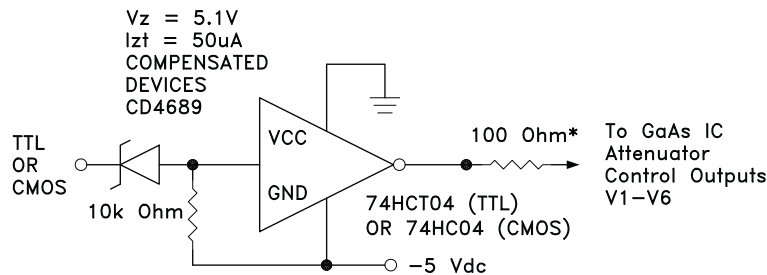 Vz = 5.1V
Izt = 50uA
COMPENSATED
DEVICES
CD4689
TTL
OR
CMOS
10k Ohm
VCC
GND
74HCT04 (TTL)
OR 74HC04 (CMOS)
-5 Vdc
100 Ohm*
To GaAs IC
Attenuator
Control Outputs
V1-V6